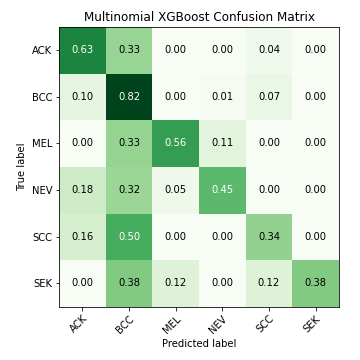 Multinomial XGBoost Confusion Matrix
True label
ACK 0.63 0.33 0.00 0.00 0.04 0.00
BCC 0.10 0.82 0.00 0.01 0.07 0.00
MEL 0.00 0.33 0.56 0.11 0.00 0.00
NEV 0.18 0.32 0.05 0.45 0.00 0.00
SCC 0.16 0.50 0.00 0.00 0.34 0.00
SEK 0.00 0.38 0.12 0.00 0.12 0.38
ACK BCC MEL NEV SCC SEK
Predicted label